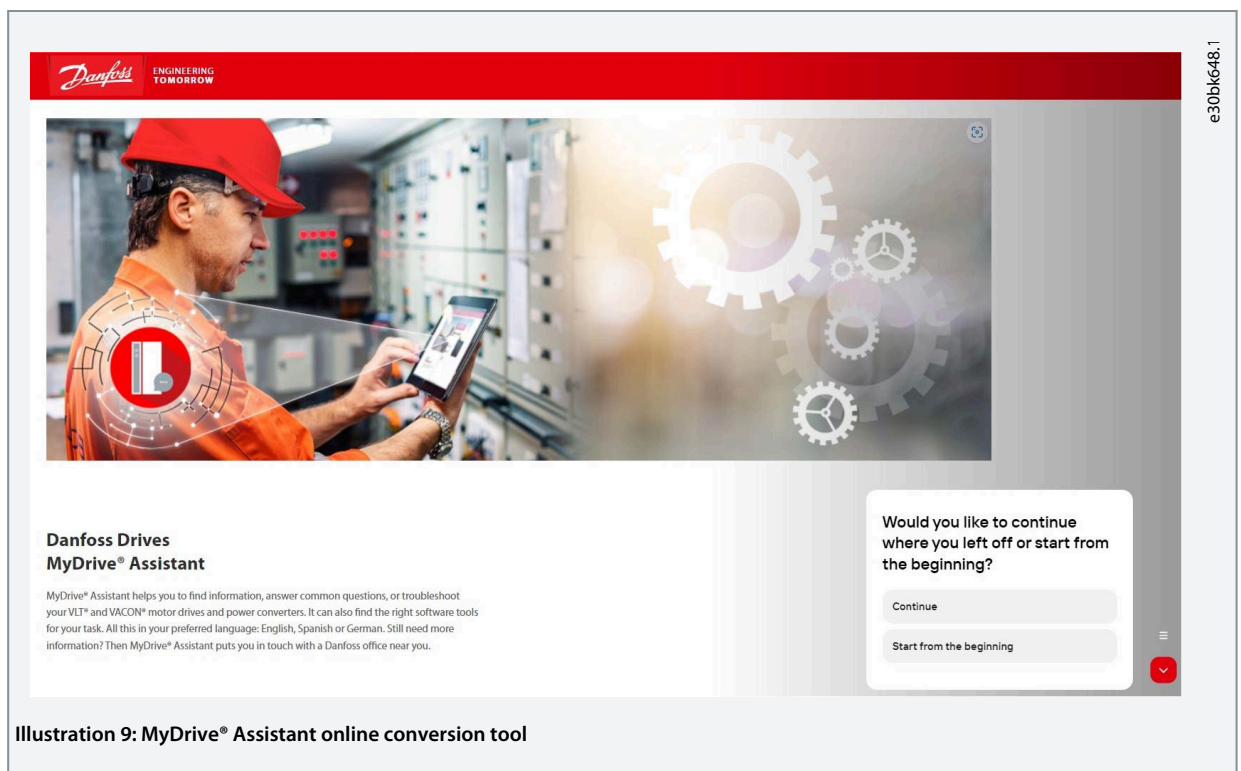 Danfoss
ENGINEERING
TOMORROW
e30bk648.1
Danfoss Drives
MyDrive® Assistant
MyDrive® Assistant helps you to find information, answer common questions, or troubleshoot
your VLT® and VACON® motor drives and power converters. It can also find the right software tools
for your task. All this in your preferred language: English, Spanish or German. Still need more
information? Then MyDrive® Assistant puts you in touch with a Danfoss office near you.
Would you like to continue
where you left off or start from
the beginning?
Continue
Start from the beginning
Illustration 9: MyDrive® Assistant online conversion tool